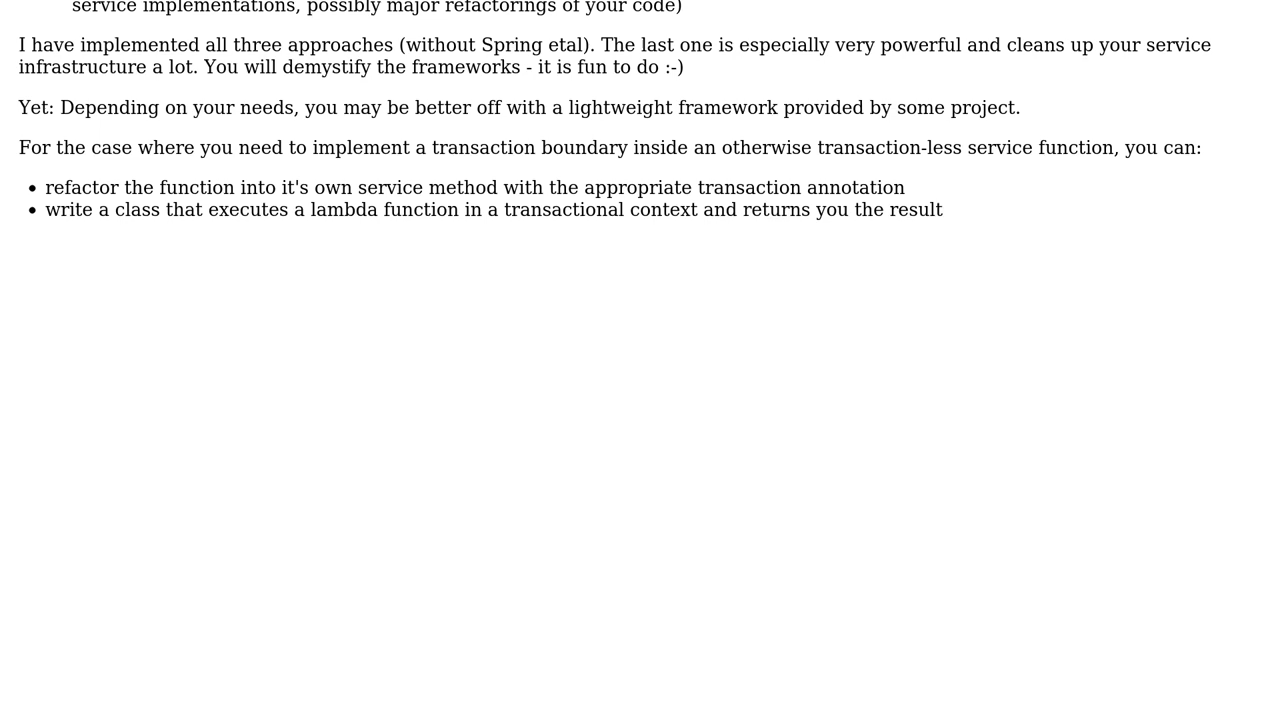 service implementations, possibly major refactorings of your code)
I have implemented all three approaches (without Spring etal). The last one is especially very powerful and cleans up your service
infrastructure a lot. You will demystify the frameworks - it is fun to do :-)
Yet: Depending on your needs, you may be better off with a lightweight framework provided by some project.
For the case where you need to implement a transaction boundary inside an otherwise transaction-less service function, you can:
• refactor the function into it's own service method with the appropriate transaction annotation
• write a class that executes a lambda function in a transactional context and returns you the result